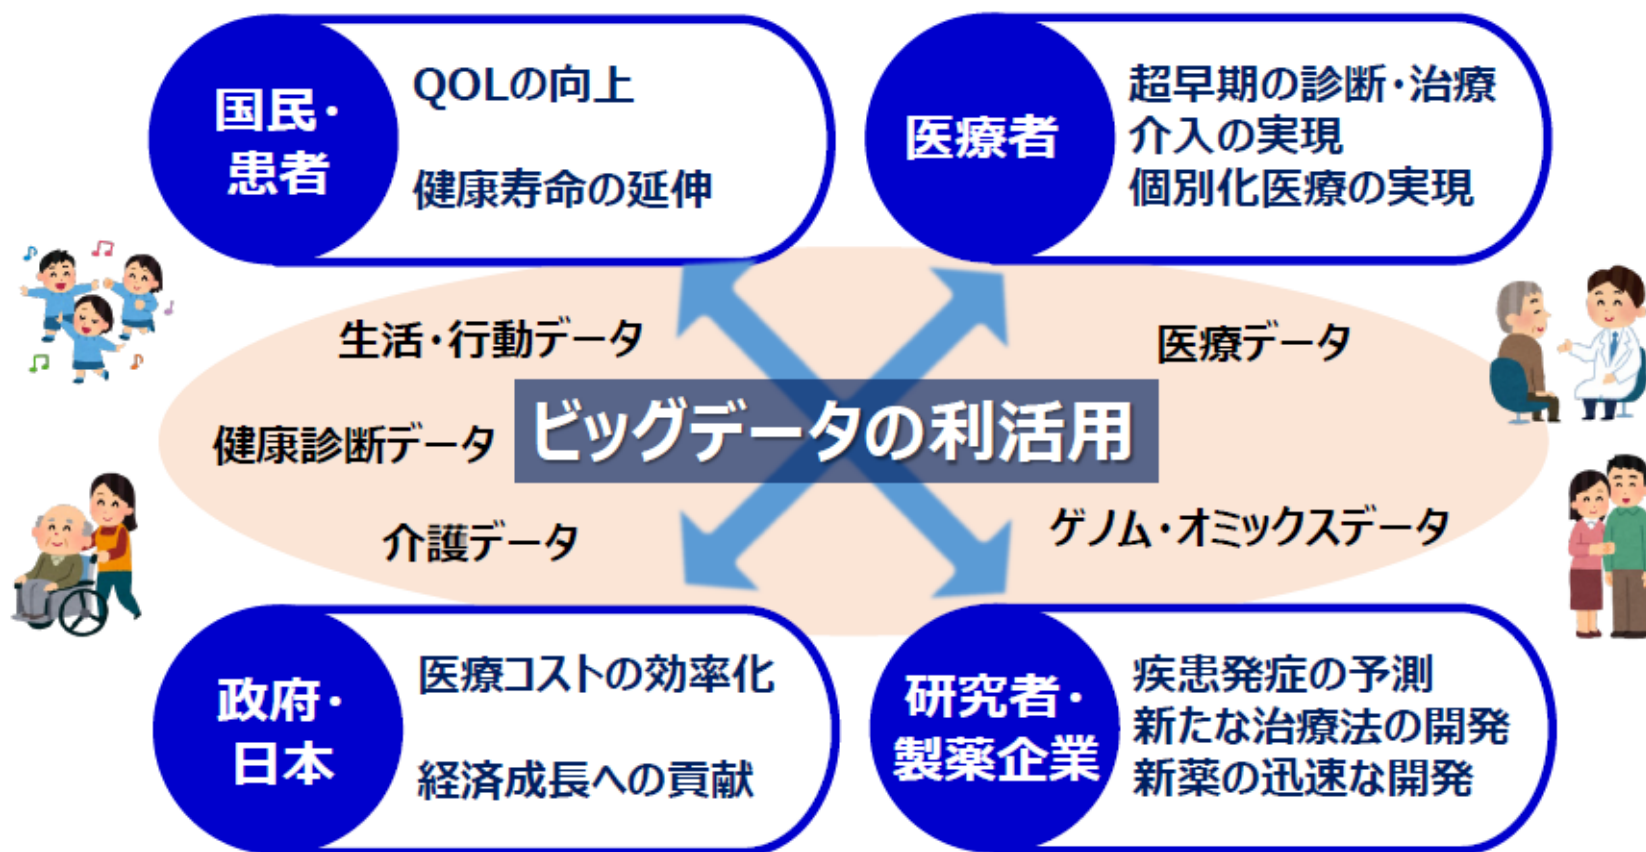 国民・
患者
QOLの向上
健康寿命の延伸
医療者
超早期の診断・治療
介入の実現
個別化医療の実現
生活・行動データ
医療データ
ビッグデータの利活用
健康診断データ
介護データ
ゲノム・オミックスデータ
政府・
日本
医療コストの効率化
経済成長への貢献
研究者・
製薬企業
疾患発症の予測
新たな治療法の開発
新薬の迅速な開発